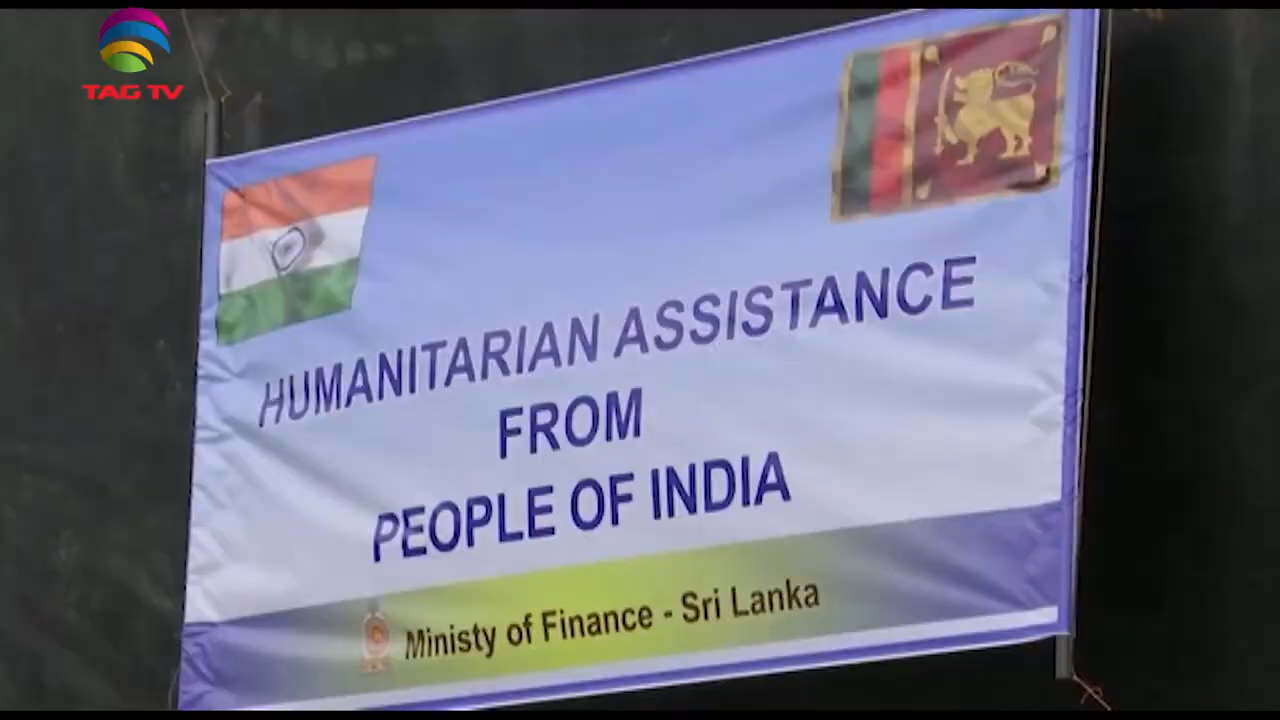 TAG TV
HUMANITARIAN ASSISTANCE
FROM
PEOPLE OF INDIA
Ministy of Finance - Sri Lanka